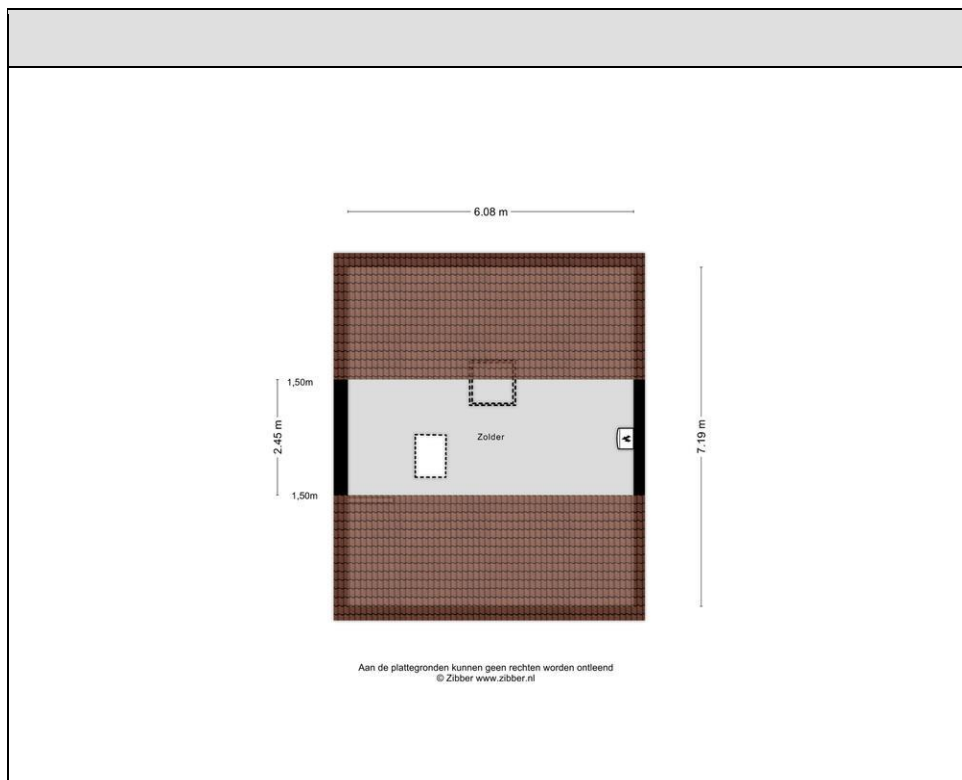 6.08 m
1,50m
2.45 m
Zolder
7.19 m
1,50m
Aan de plattegronden kunnen geen rechten worden ontleend
© Zibber www.zibber.nl